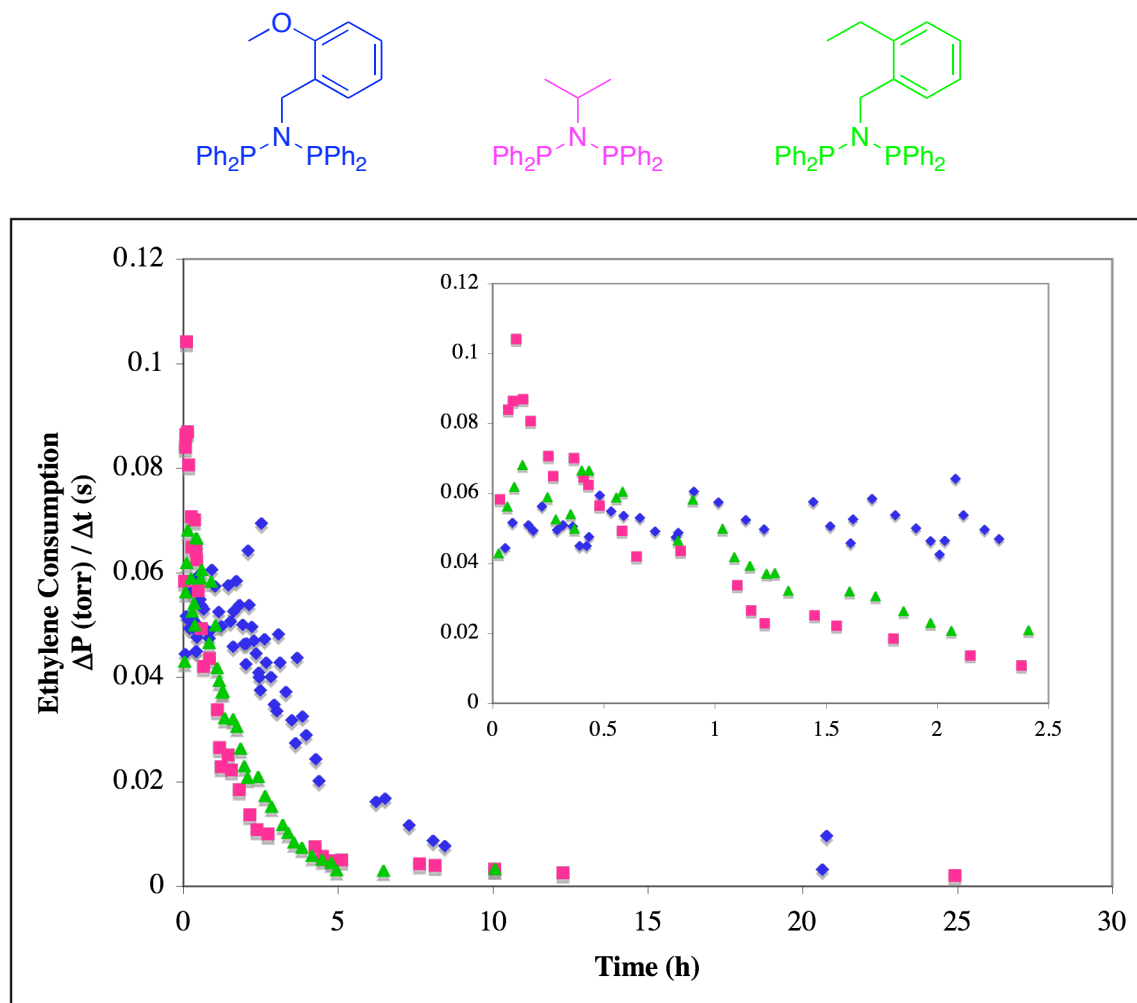 O
N
Ph2P PPh2
N
Ph2P PPh2
N
Ph2P PPh2
Ethylene Consumption
ΔP (torr) / Δt (s)
0.12
0.1
0.08
0.06
0.04
0.02
0
0 5 10 15 20 25 30
Time (h)
0.12
0.1
0.08
0.06
0.04
0.02
0
0 0.5 1 1.5 2 2.5